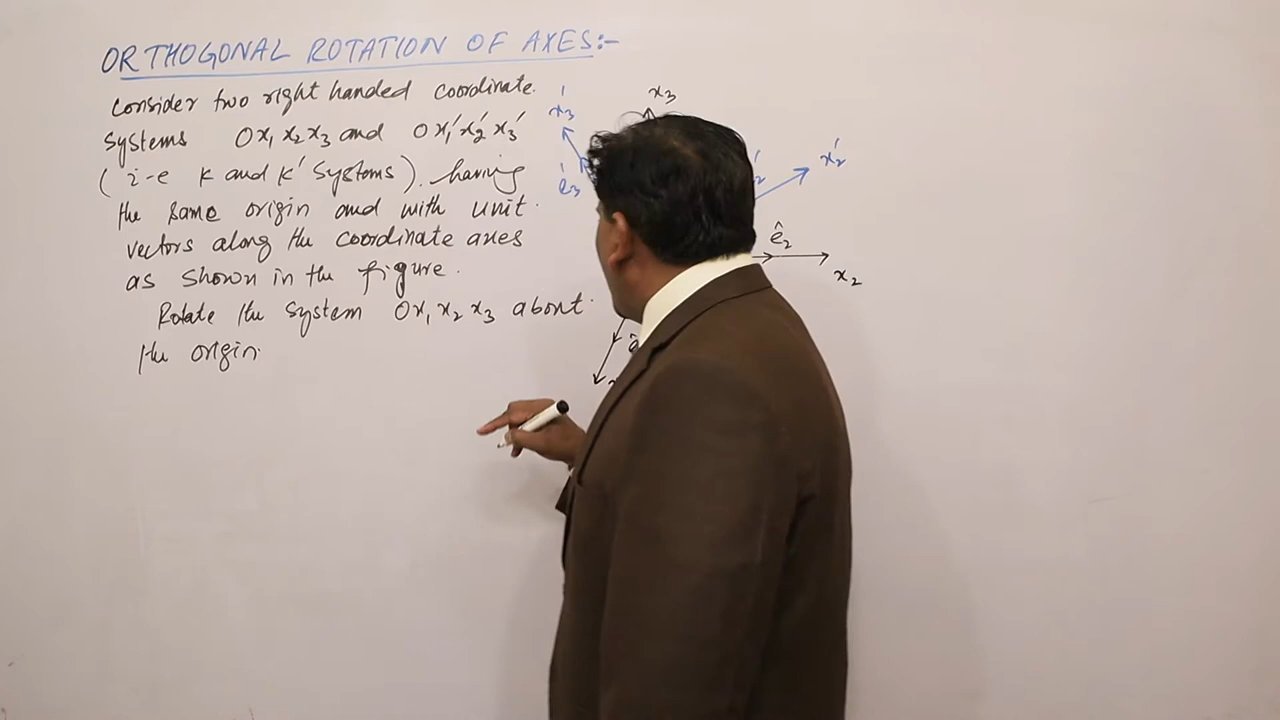 ORTHOGONAL ROTATION OF AXES:-
Consider two right handed coordinate.
Systems Ox₁x₂x₃ and Ox₁'x₂'x₃'
(i-e K and K' Systems). having
the same origin and with unit.
vectors along the coordinate axes
as shown in the figure.
Rotate the system Ox₁x₂x₃ about.
the origin.
x₃'
ê₃'
x₃
x₂'
ê₂
x₂